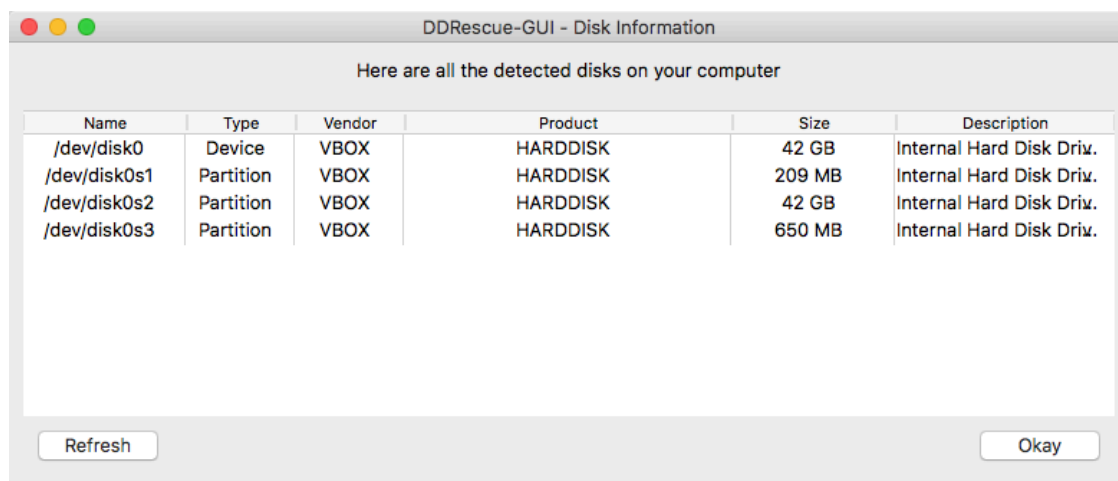 DDRescue-GUI - Disk Information
Here are all the detected disks on your computer
Name Type Vendor Product Size Description
/dev/disk0 Device VBOX HARDDISK 42 GB Internal Hard Disk Driv.
/dev/disk0s1 Partition VBOX HARDDISK 209 MB Internal Hard Disk Driv.
/dev/disk0s2 Partition VBOX HARDDISK 42 GB Internal Hard Disk Driv.
/dev/disk0s3 Partition VBOX HARDDISK 650 MB Internal Hard Disk Driv.
Refresh Okay